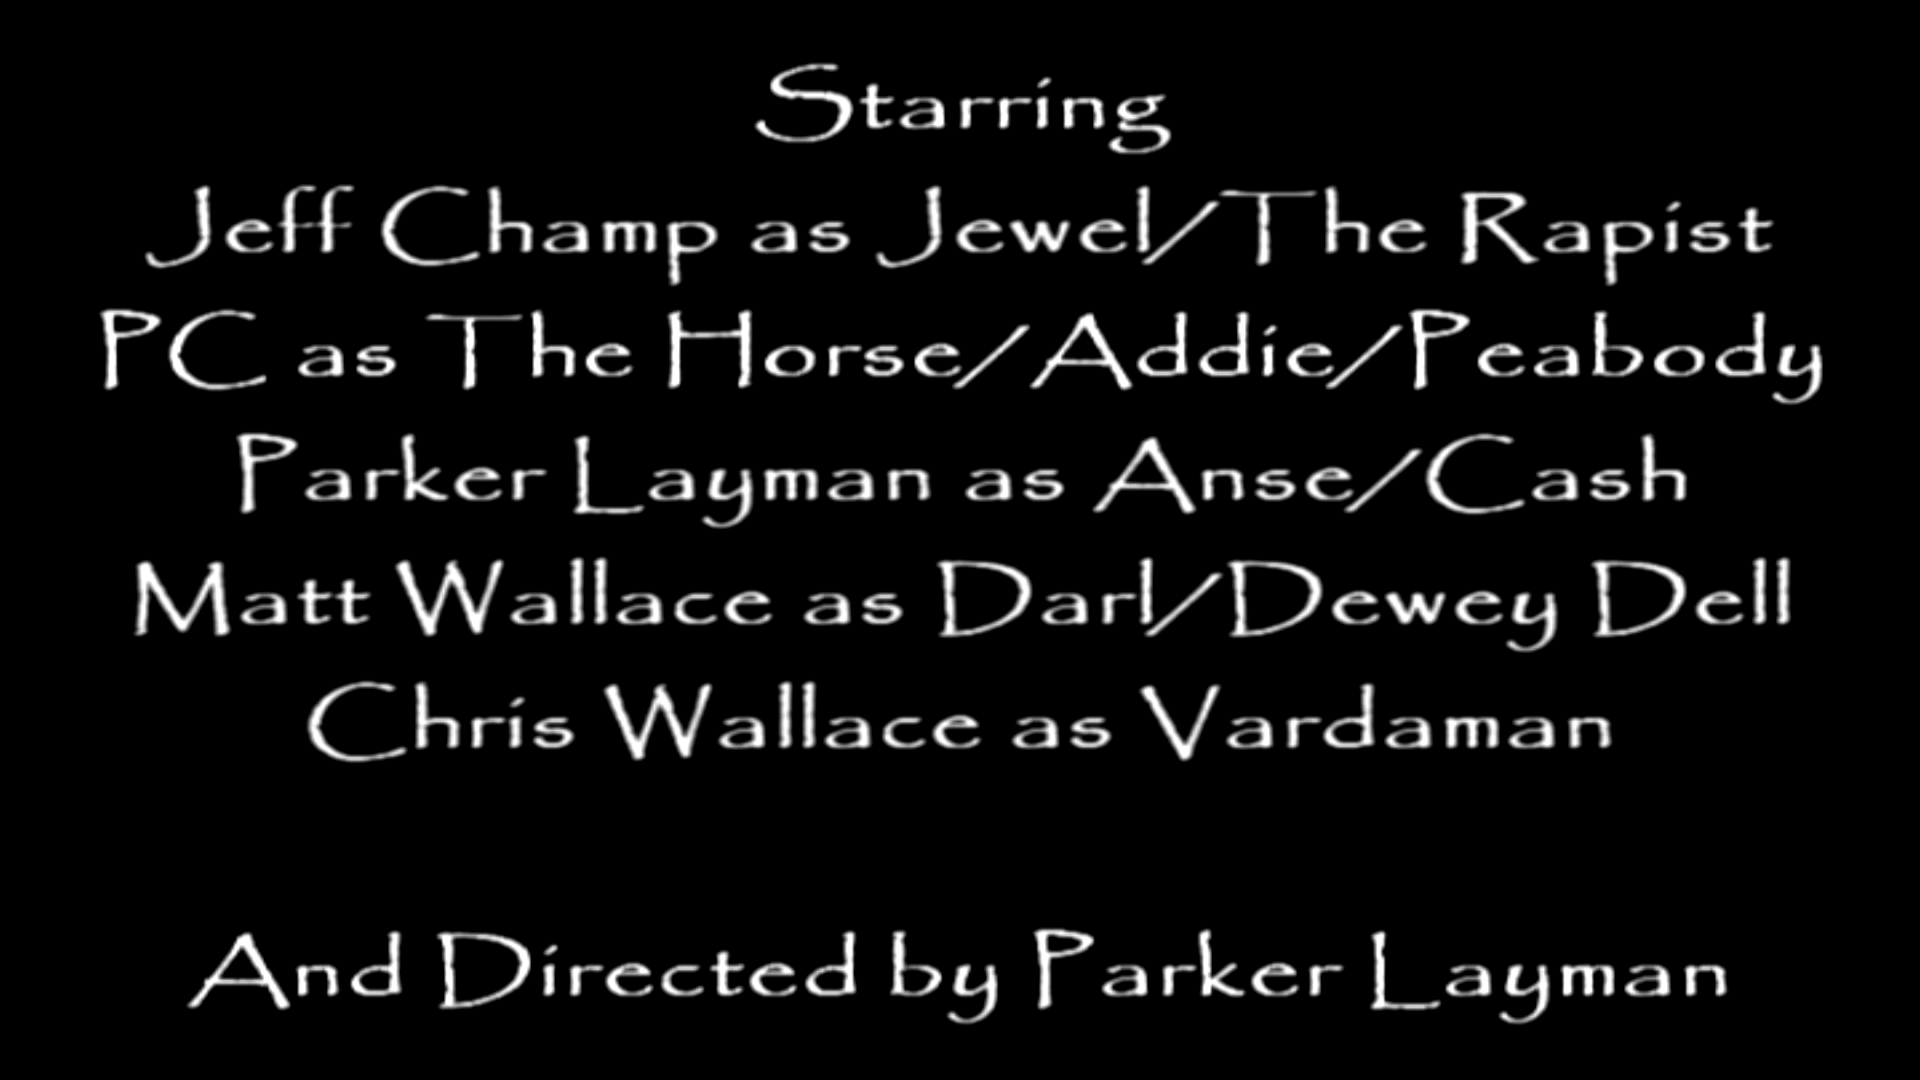 Starring
Jeff Champ as Jewel/The Rapist
PC as The Horse/Addie/Peabody
Parker Layman as Anse/Cash
Matt Wallace as Darl/Dewey Dell
Chris Wallace as Vardaman
And Directed by Parker Layman